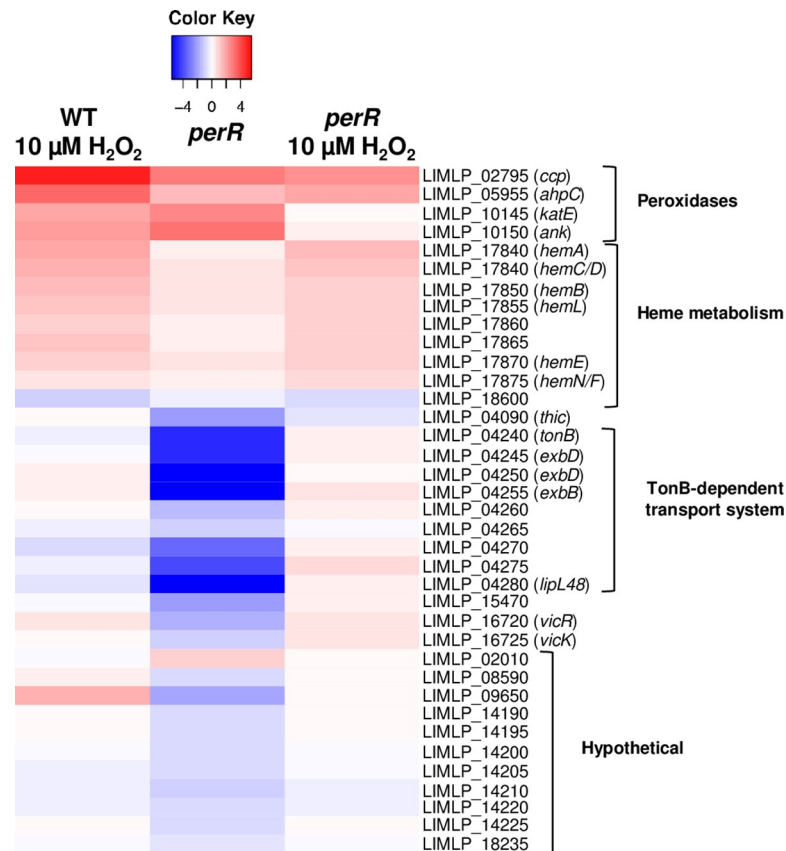 Color Key
−4 0 4
WT
10 µM H₂O₂
perR
perR
10 µM H₂O₂
LIMLP_02795 (ccp)
LIMLP_05955 (ahpC)
LIMLP_10145 (katE)
LIMLP_10150 (ank)
Peroxidases
LIMLP_17840 (hemA)
LIMLP_17840 (hemC/D)
LIMLP_17850 (hemB)
LIMLP_17855 (hemL)
LIMLP_17860
LIMLP_17865
LIMLP_17870 (hemE)
LIMLP_17875 (hemN/F)
LIMLP_18600
Heme metabolism
LIMLP_04090 (thic)
LIMLP_04240 (tonB)
LIMLP_04245 (exbD)
LIMLP_04250 (exbD)
LIMLP_04255 (exbB)
LIMLP_04260
LIMLP_04265
LIMLP_04270
LIMLP_04275
LIMLP_04280 (lipL48)
TonB-dependent
transport system
LIMLP_15470
LIMLP_16720 (vicR)
LIMLP_16725 (vicK)
LIMLP_02010
LIMLP_08590
LIMLP_09650
LIMLP_14190
LIMLP_14195
LIMLP_14200
LIMLP_14205
LIMLP_14210
LIMLP_14220
LIMLP_14225
LIMLP_18235
Hypothetical